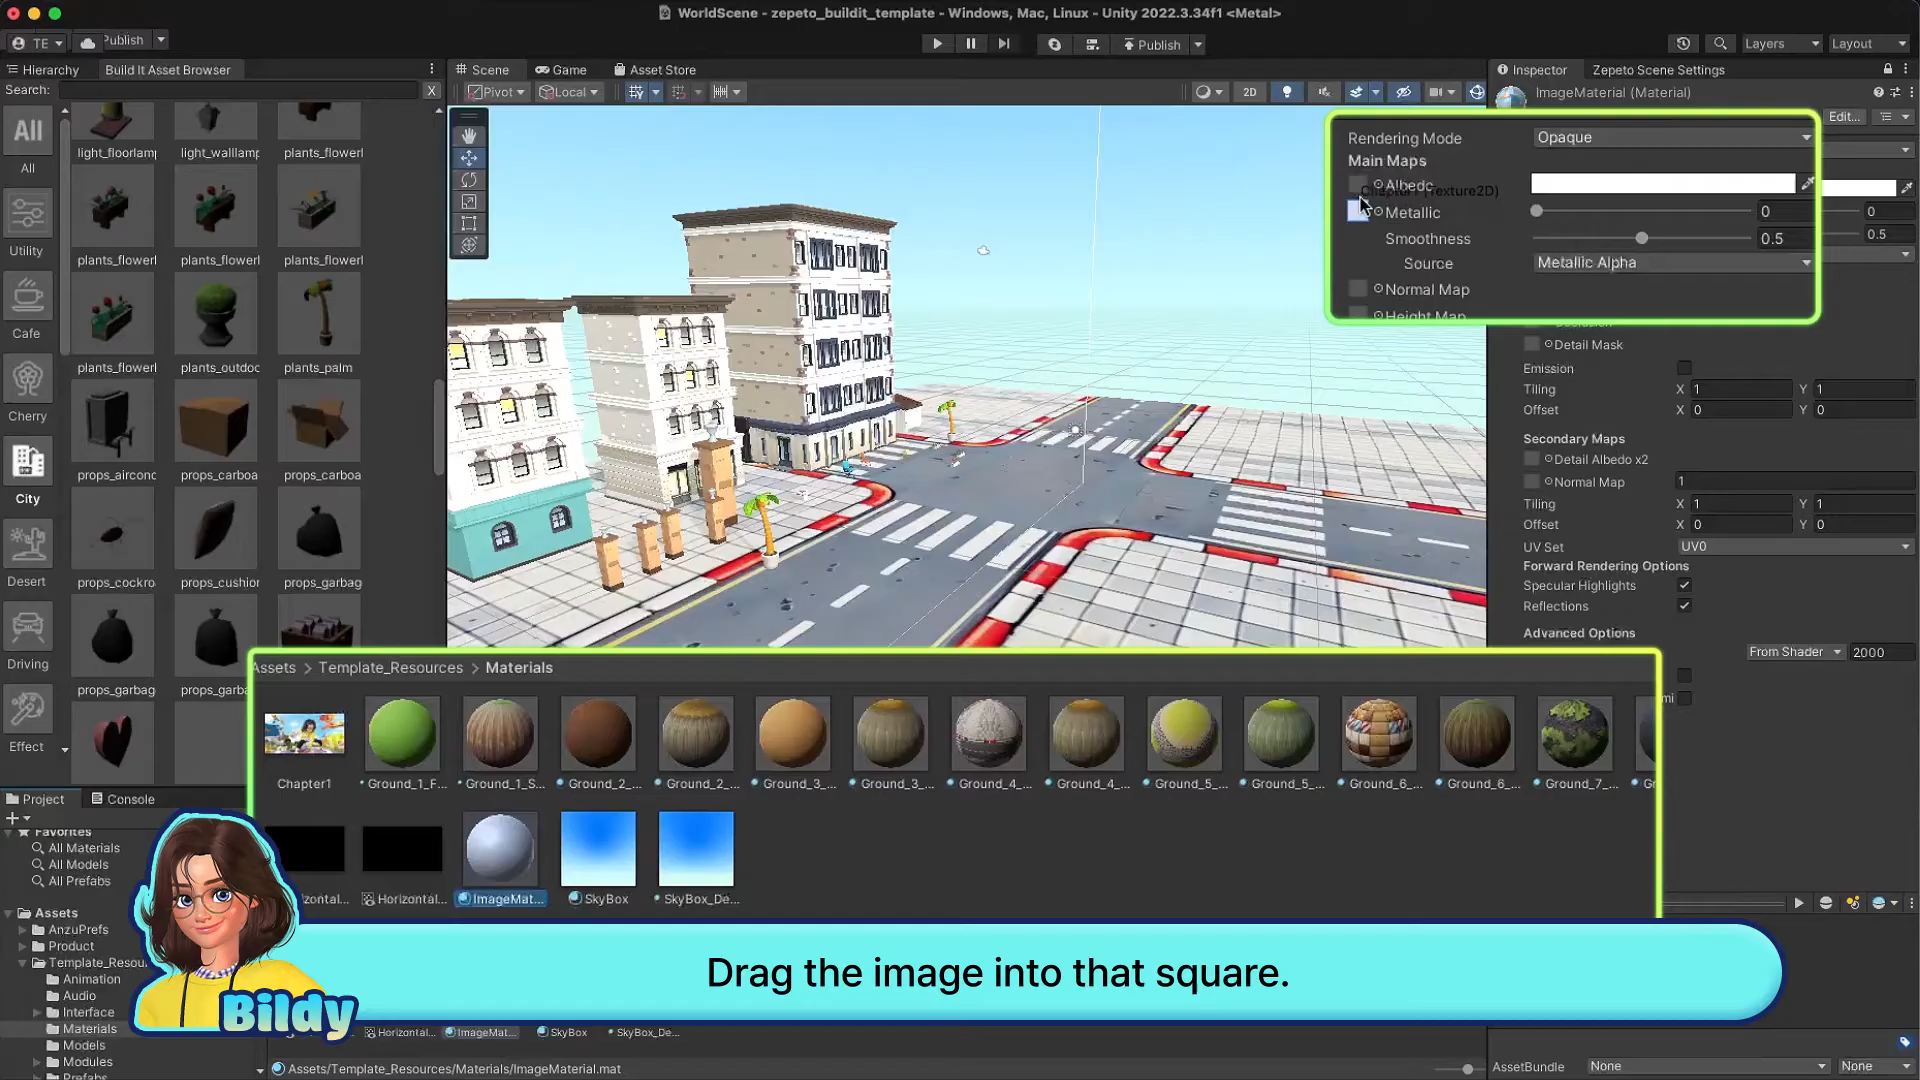 WorldScene - zepeto_buildit_template - Windows, Mac, Linux - Unity 2022.3.34f1 <Metal>
TE
Publish
Publish
Layers
Layout
Hierarchy
Build It Asset Browser
Scene
Game
Asset Store
Inspector
Zepeto Scene Settings
Search:
X
Pivot
Local
2D
ImageMaterial (Material)
Edit...
All
All
Utility
Cafe
Cherry
City
Desert
Driving
Effect
light_floorlamp
light_walllamp
plants_flowerl
plants_flowerl
plants_flowerl
plants_flowerl
plants_flowerl
plants_outdoo
plants_palm
props_aircond
props_carboa
props_carboa
props_cockro
props_cushion
props_garbag
props_garbag
props_garbag
Rendering Mode
Opaque
Main Maps
Albedo
(Texture2D)
Metallic
0
0
Smoothness
0.5
0.5
Source
Metallic Alpha
Normal Map
Height Map
Detail Mask
Emission
Tiling
X 1
Y 1
Offset
X 0
Y 0
Secondary Maps
Detail Albedo x2
Normal Map
1
Tiling
X 1
Y 1
Offset
X 0
Y 0
UV Set
UV0
Forward Rendering Options
Specular Highlights
Reflections
Advanced Options
From Shader
2000
Assets > Template_Resources > Materials
Chapter1
Ground_1_F...
Ground_1_S...
Ground_2_...
Ground_2_...
Ground_3_...
Ground_3_...
Ground_4_...
Ground_4_...
Ground_5_...
Ground_5_...
Ground_6_...
Ground_6_...
Ground_7_...
Gr
izontal...
Horizontal...
ImageMat...
SkyBox
SkyBox_De...
Project
Console
Favorites
All Materials
All Models
All Prefabs
Assets
AnzuPrefs
Product
Template_Resour
Animation
Audio
Interface
Materials
Models
Modules
Prefabs
Drag the image into that square.
Bildy
Horizontal...
ImageMat...
SkyBox
SkyBox_De...
Assets/Template_Resources/Materials/ImageMaterial.mat
AssetBundle
None
None